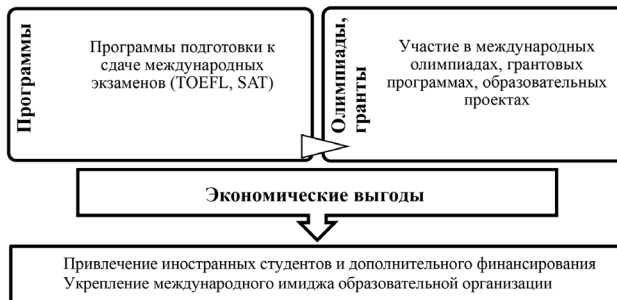 Программы
Программы подготовки к
сдаче международных
экзаменов (TOEFL, SAT)
Олимпиады,
гранты
Участие в международных
олимпиадах, грантовых
программах, образовательных
проектах
Экономические выгоды
Привлечение иностранных студентов и дополнительного финансирования
Укрепление международного имиджа образовательной организации